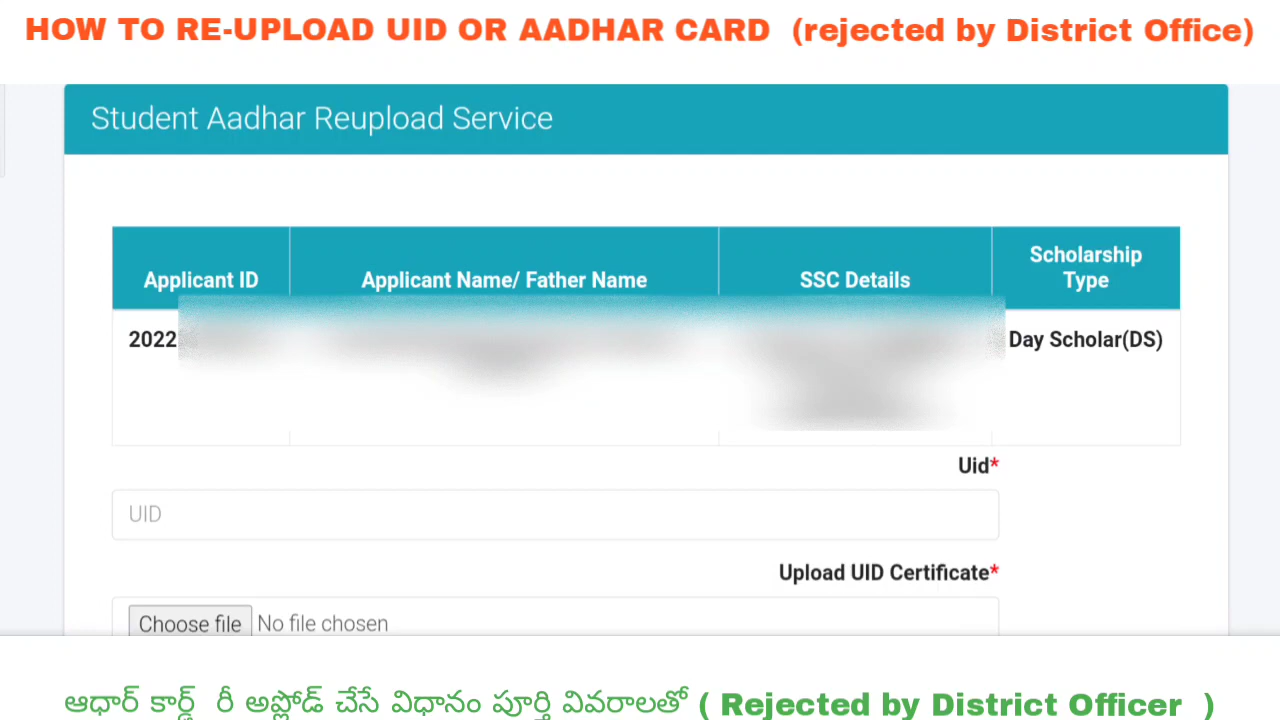 HOW TO RE-UPLOAD UID OR AADHAR CARD (rejected by District Office)
Student Aadhar Reupload Service
Applicant ID
Applicant Name/ Father Name
SSC Details
Scholarship
Type
2022
Day Scholar(DS)
Uid*
UID
Upload UID Certificate*
Choose file No file chosen
ఆధార్ కార్డ్ రీ అప్లోడ్ చేసే విధానం పూర్తి వివరాలతో ( Rejected by District Officer )